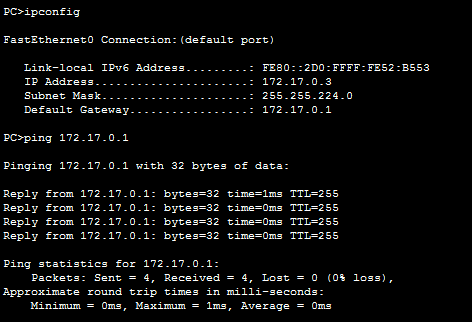 PC>ipconfig
FastEthernet0 Connection:(default port)
Link-local IPv6 Address.........: FE80::2D0:FFFF:FE52:B553
IP Address......................: 172.17.0.3
Subnet Mask.....................: 255.255.224.0
Default Gateway.................: 172.17.0.1
PC>ping 172.17.0.1
Pinging 172.17.0.1 with 32 bytes of data:
Reply from 172.17.0.1: bytes=32 time=1ms TTL=255
Reply from 172.17.0.1: bytes=32 time=0ms TTL=255
Reply from 172.17.0.1: bytes=32 time=0ms TTL=255
Reply from 172.17.0.1: bytes=32 time=0ms TTL=255
Ping statistics for 172.17.0.1:
Packets: Sent = 4, Received = 4, Lost = 0 (0% loss),
Approximate round trip times in milli-seconds:
Minimum = 0ms, Maximum = 1ms, Average = 0ms